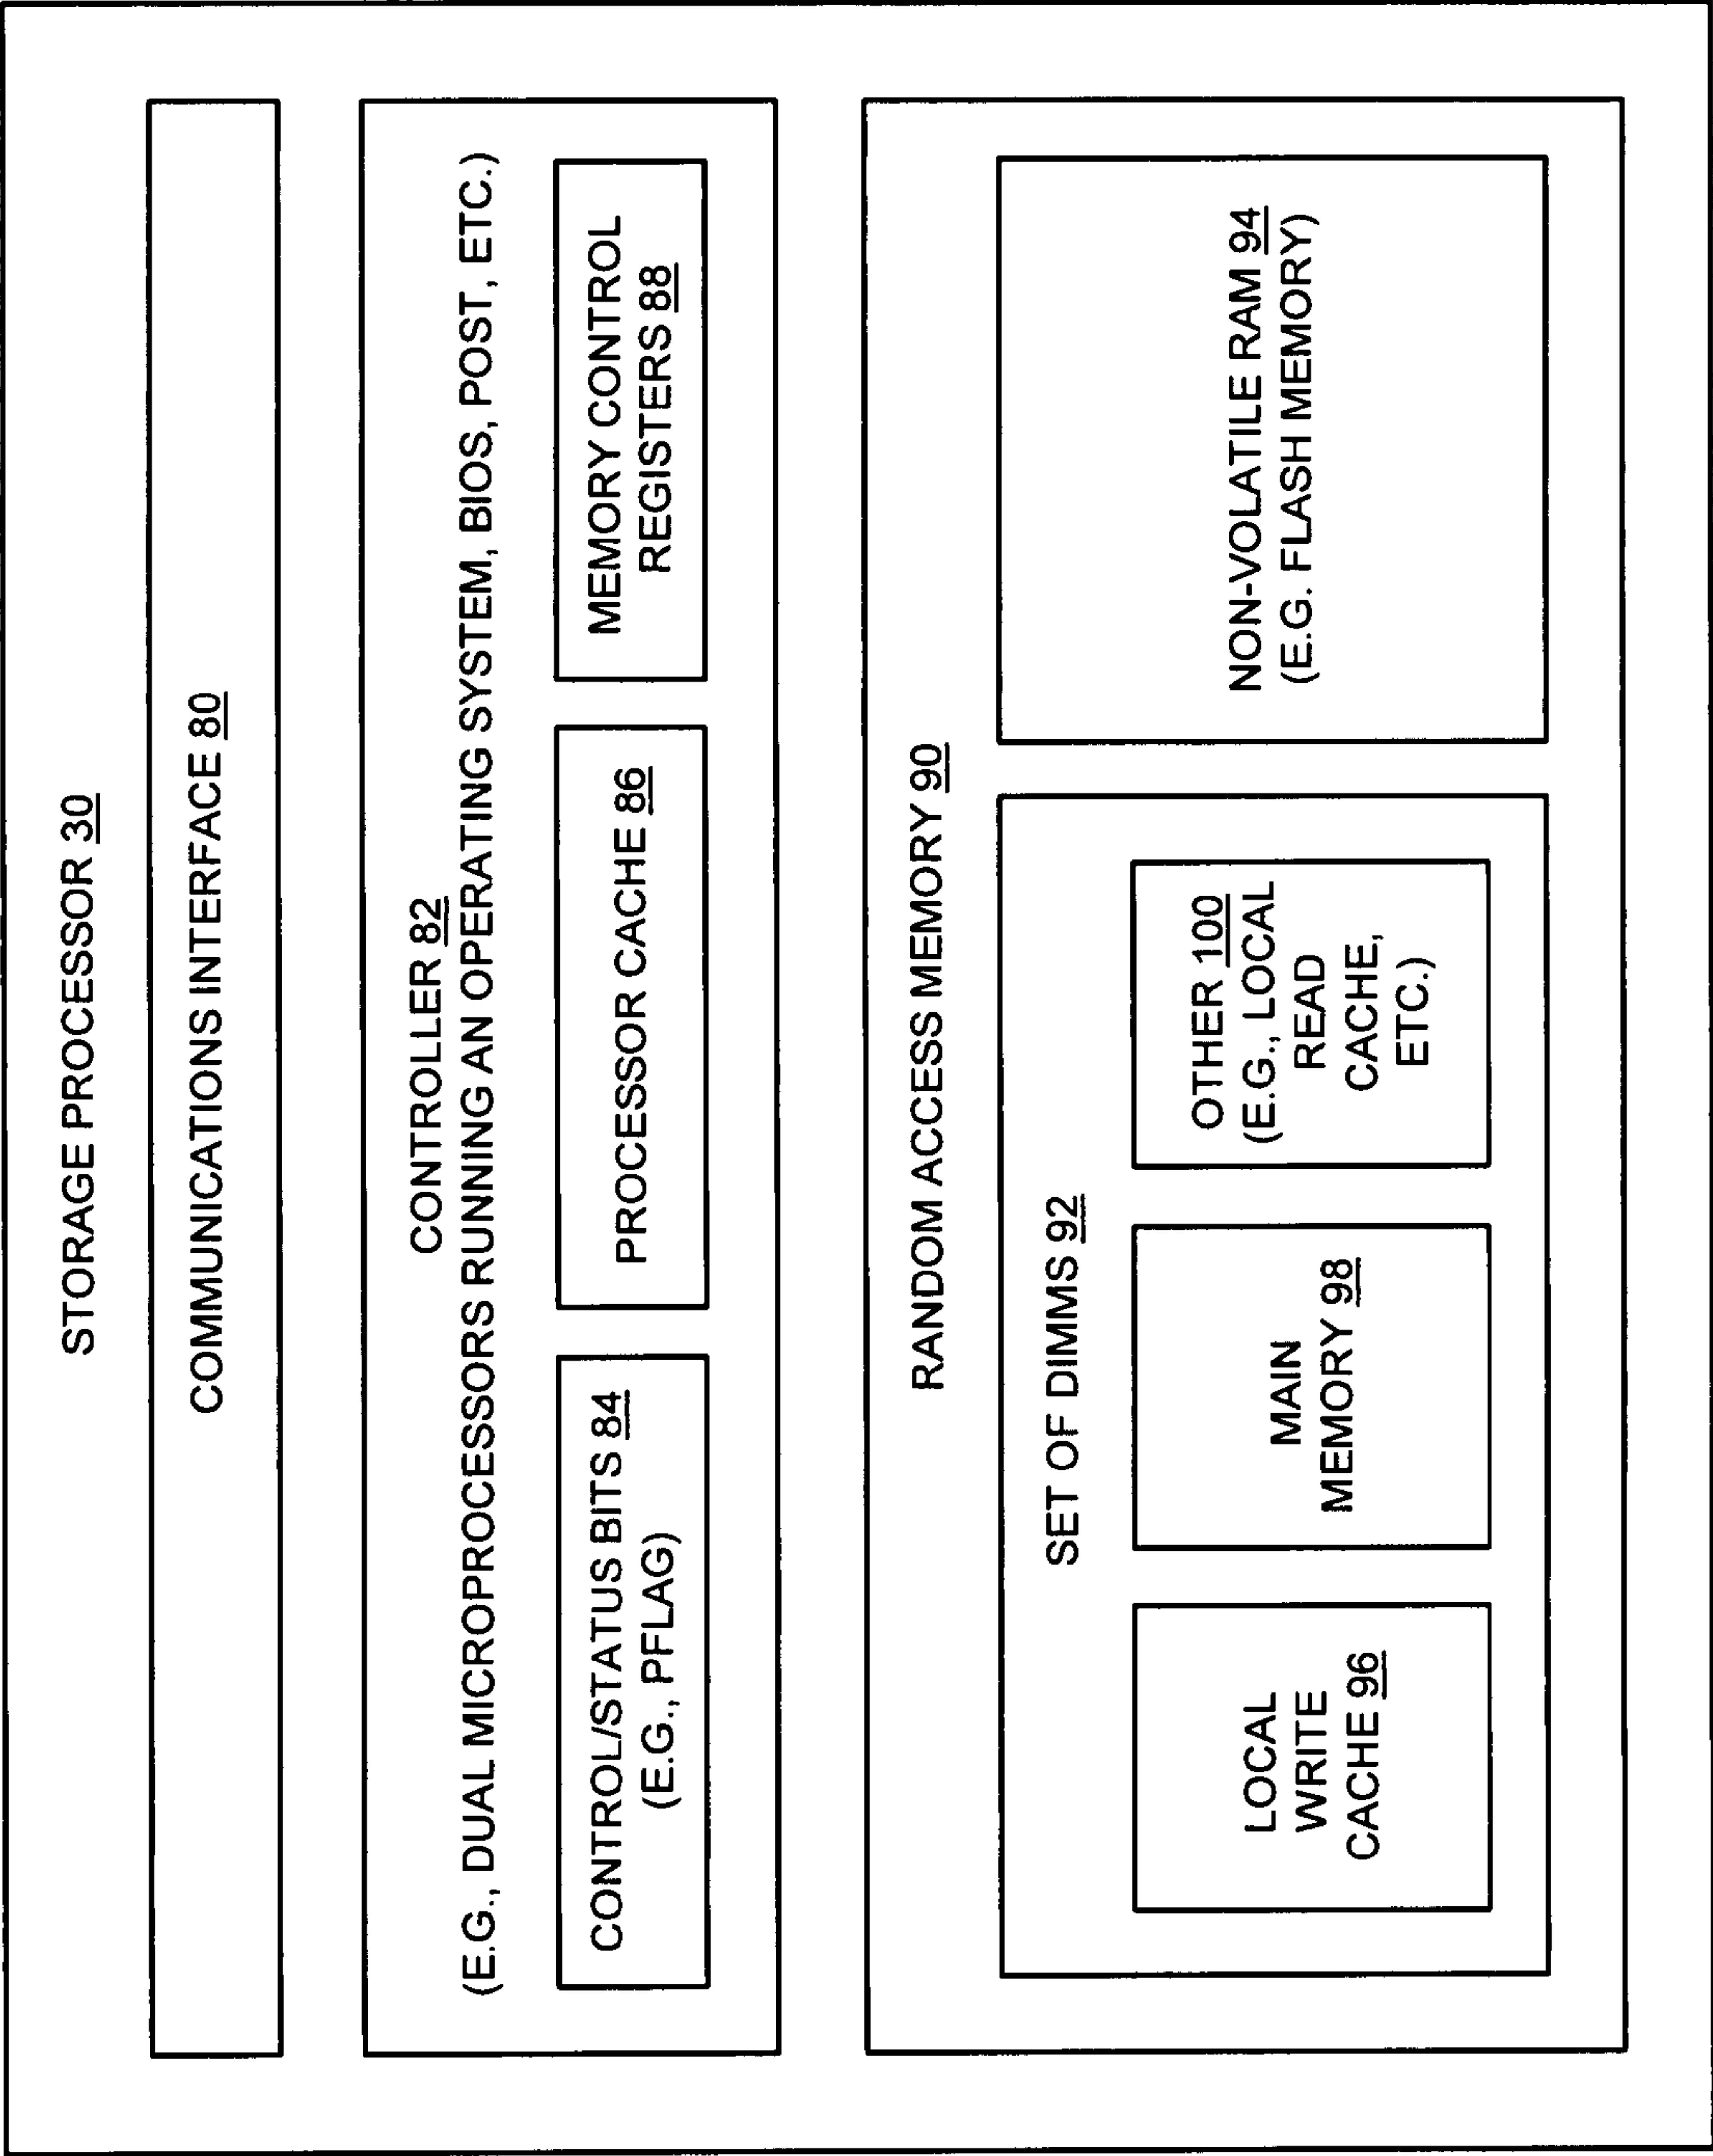 STORAGE PROCESSOR 30
COMMUNICATIONS INTERFACE 80
CONTROLLER 82
(E.G., DUAL MICROPROCESSORS RUNNING AN OPERATING SYSTEM, BIOS, POST, ETC.)
CONTROL/STATUS BITS 84
(E.G., PFLAG)
PROCESSOR CACHE 86
MEMORY CONTROL
REGISTERS 88
RANDOM ACCESS MEMORY 90
SET OF DIMMS 92
LOCAL
WRITE
CACHE 96
MAIN
MEMORY 98
OTHER 100
(E.G., LOCAL
READ
CACHE,
ETC.)
NON-VOLATILE RAM 94
(E.G. FLASH MEMORY)